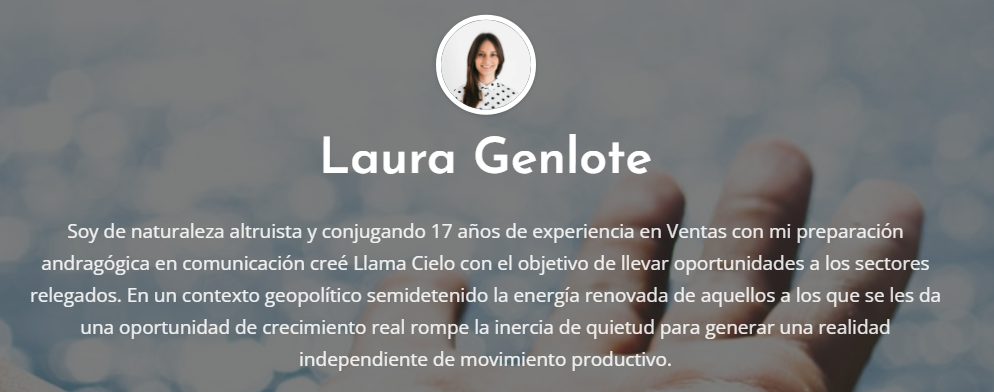 Laura Genlote
Soy de naturaleza altruista y conjugando 17 años de experiencia en Ventas con mi preparación
andragógica en comunicación creé Llama Cielo con el objetivo de llevar oportunidades a los sectores
relegados. En un contexto geopolítico semidetenido la energía renovada de aquellos a los que se les da
una oportunidad de crecimiento real rompe la inercia de quietud para generar una realidad
independiente de movimiento productivo.